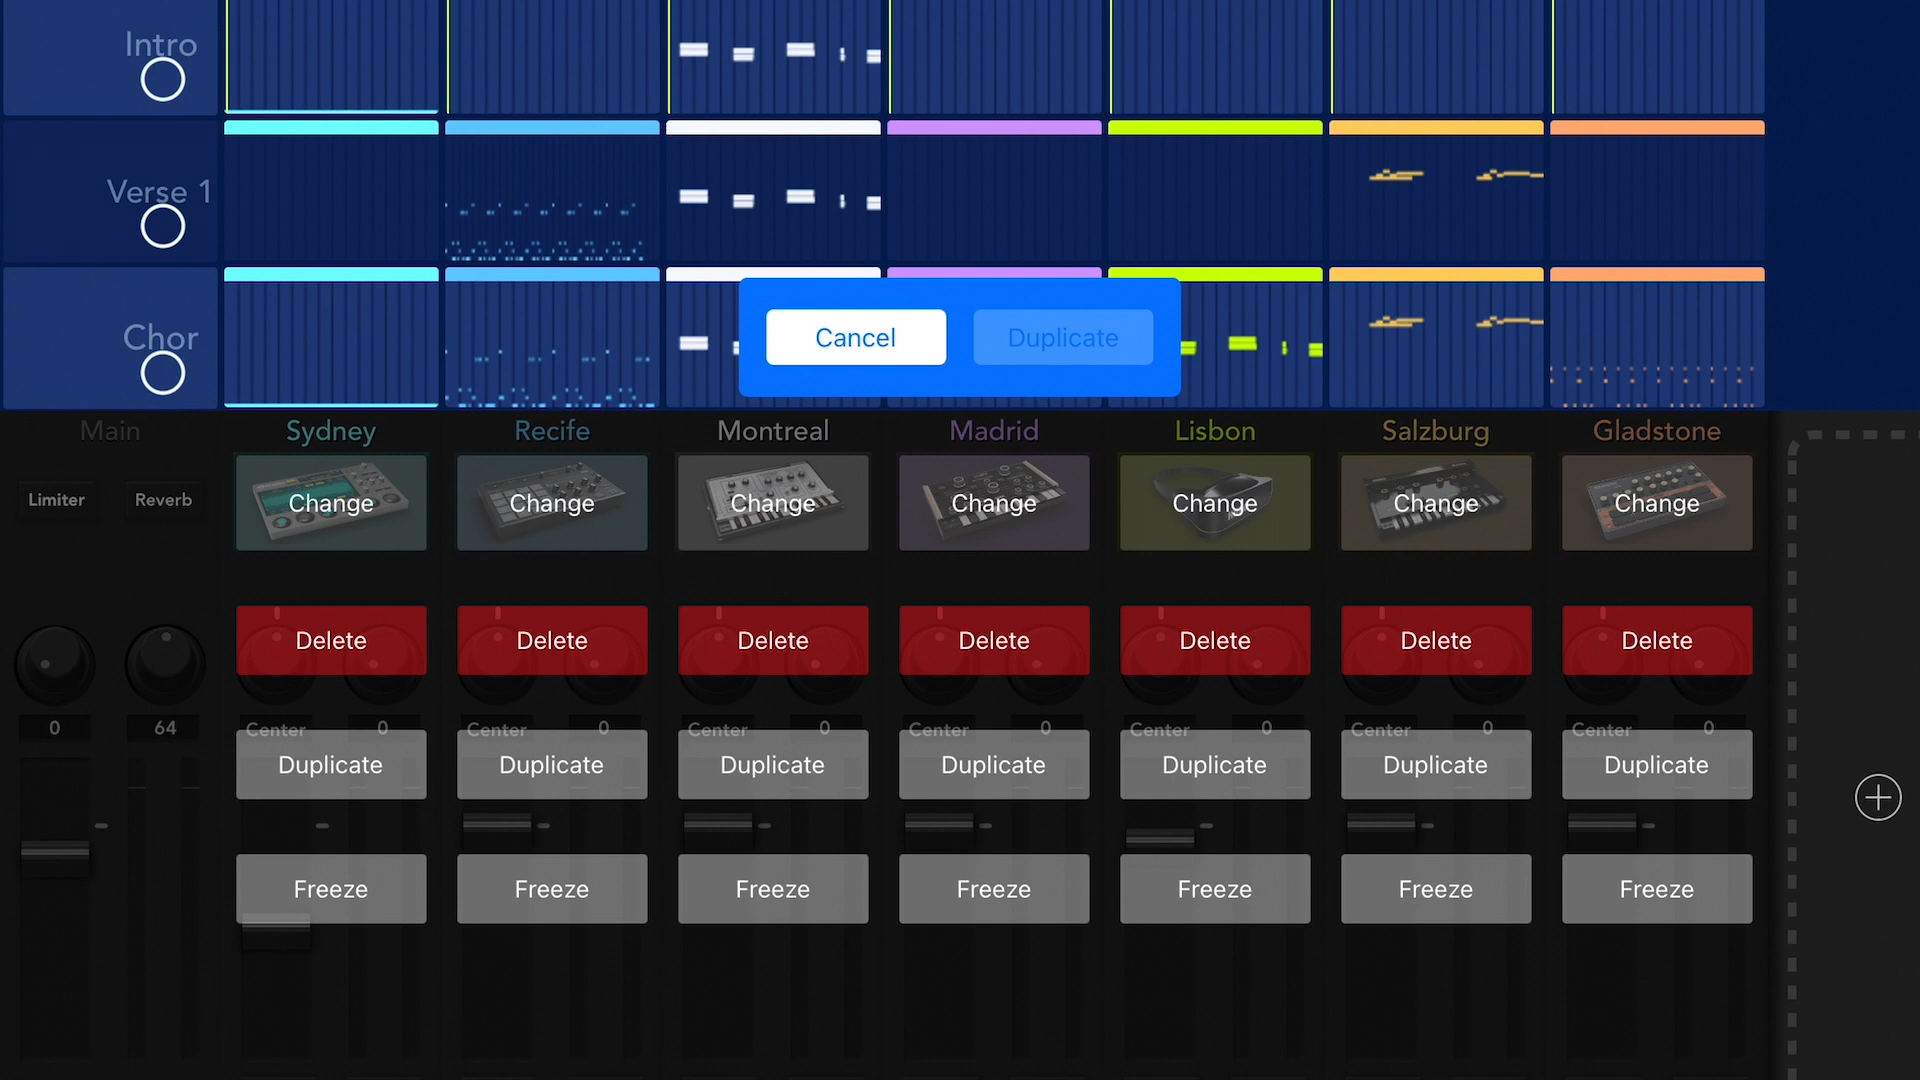 Intro
Verse 1
Chor
Cancel Duplicate
Main Sydney Recife Montreal Madrid Lisbon Salzburg Gladstone
Limiter Reverb Change Change Change Change Change Change Change
Delete Delete Delete Delete Delete Delete Delete
0 64 Center 0 Center 0 Center 0 Center 0 Center 0 Center 0 Center 0
Duplicate Duplicate Duplicate Duplicate Duplicate Duplicate Duplicate
Freeze Freeze Freeze Freeze Freeze Freeze Freeze